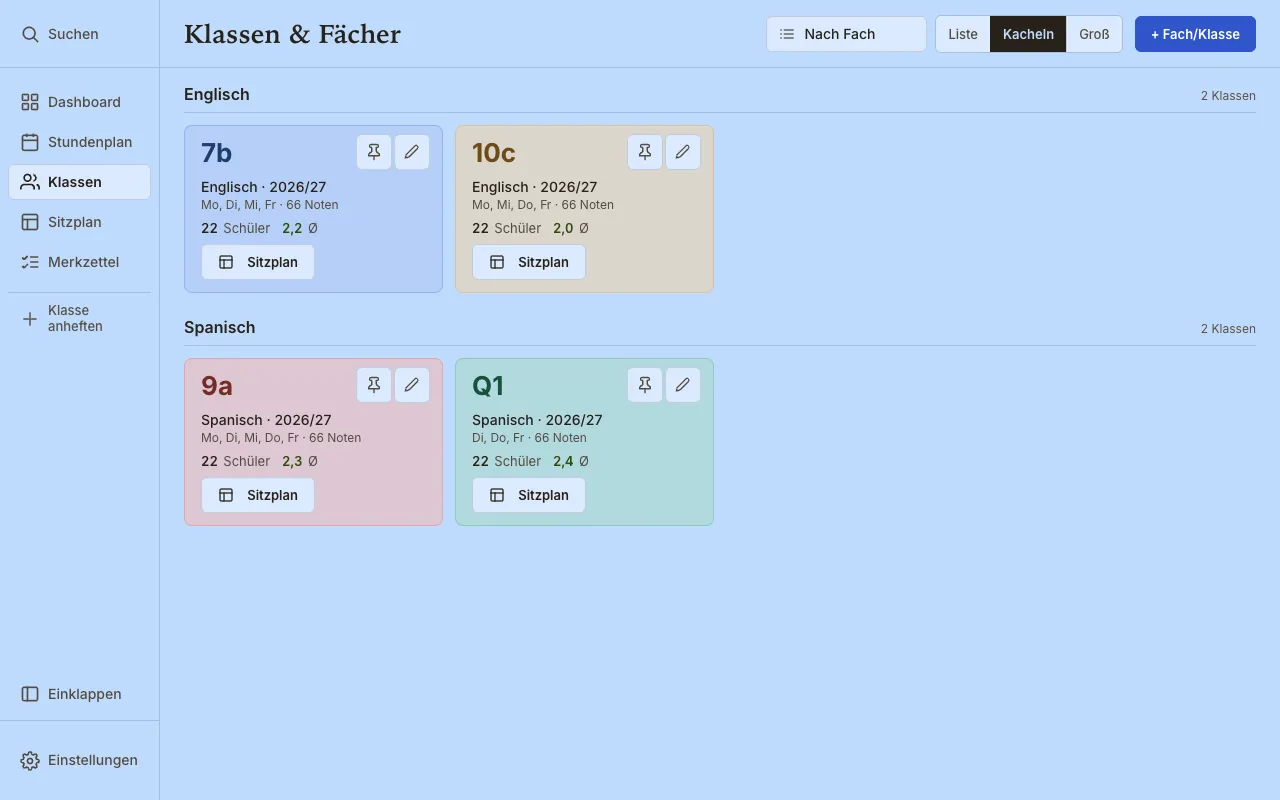 Suchen
Klassen & Fächer
Nach Fach
Liste
Kacheln
Groß
+ Fach/Klasse
Dashboard
Stundenplan
Klassen
Sitzplan
Merkzettel
Klasse
anheften
Einklappen
Einstellungen
Englisch
2 Klassen
7b
Englisch · 2026/27
Mo, Di, Mi, Fr · 66 Noten
22 Schüler 2,2 Ø
Sitzplan
10c
Englisch · 2026/27
Mo, Mi, Do, Fr · 66 Noten
22 Schüler 2,0 Ø
Sitzplan
Spanisch
2 Klassen
9a
Spanisch · 2026/27
Mo, Di, Mi, Do, Fr · 66 Noten
22 Schüler 2,3 Ø
Sitzplan
Q1
Spanisch · 2026/27
Di, Do, Fr · 66 Noten
22 Schüler 2,4 Ø
Sitzplan